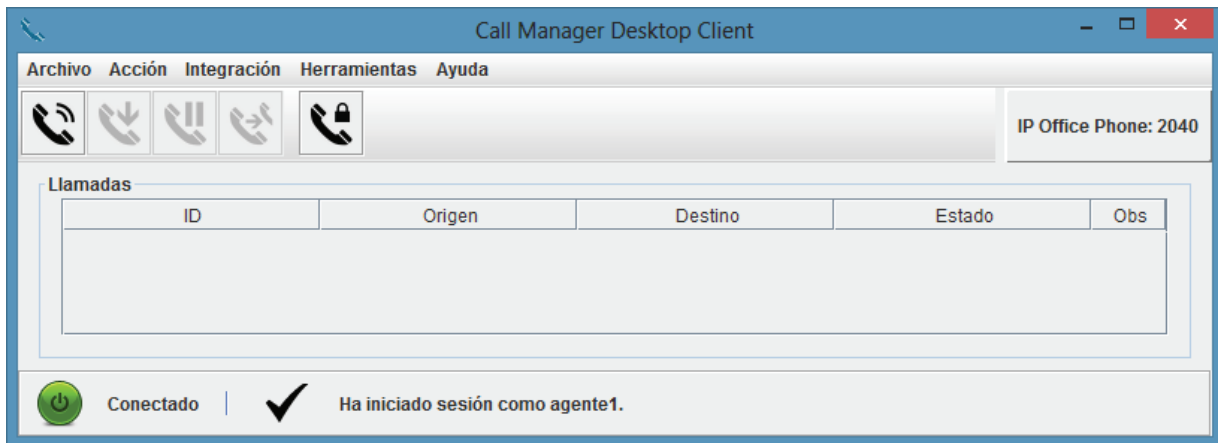 Call Manager Desktop Client
Archivo Acción Integración Herramientas Ayuda
IP Office Phone: 2040
Llamadas
ID Origen Destino Estado Obs
Conectado Ha iniciado sesión como agente1.